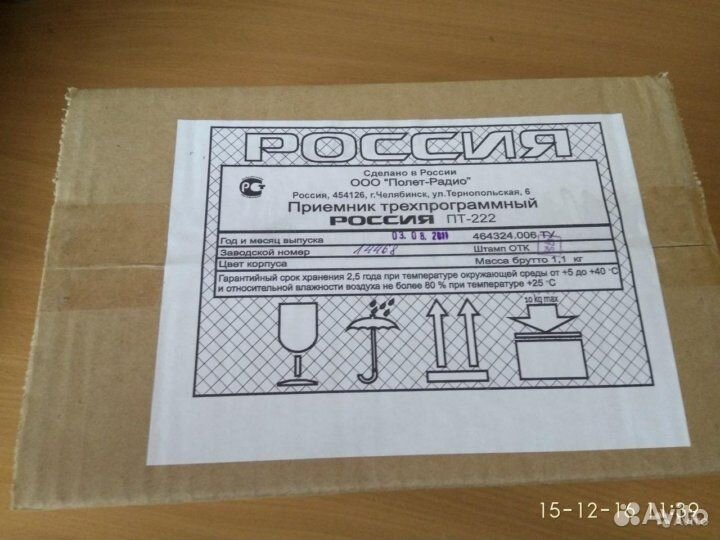 РОССИЯ
Сделано в России
ООО "Полет-Радио"
Россия, 454126, г.Челябинск, ул.Тернопольская, 6
Приемник трехпрограммный
РОССИЯ ПТ-222
Год и месяц выпуска 03.08.2011 464324.006 ТУ
Заводской номер 14468 Штамп ОТК
Цвет корпуса Масса брутто 1,1 кг
Гарантийный срок хранения 2,5 года при температуре окружающей среды от +5 до +40 °С
и относительной влажности воздуха не более 80 % при температуре +25 °С
10 kg max
15-12-16 11:39
Avito